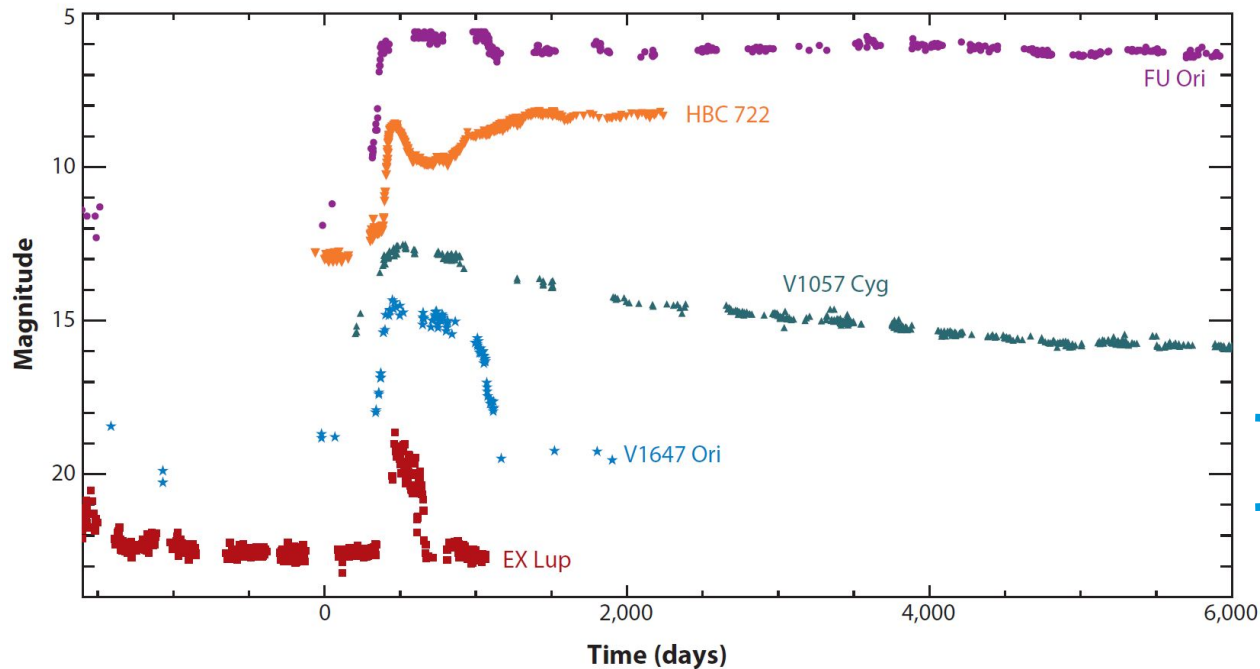 5
FU Ori
HBC 722
10
V1057 Cyg
15
Magnitude
V1647 Ori
20
EX Lup
0
2,000
4,000
6,000
Time (days)